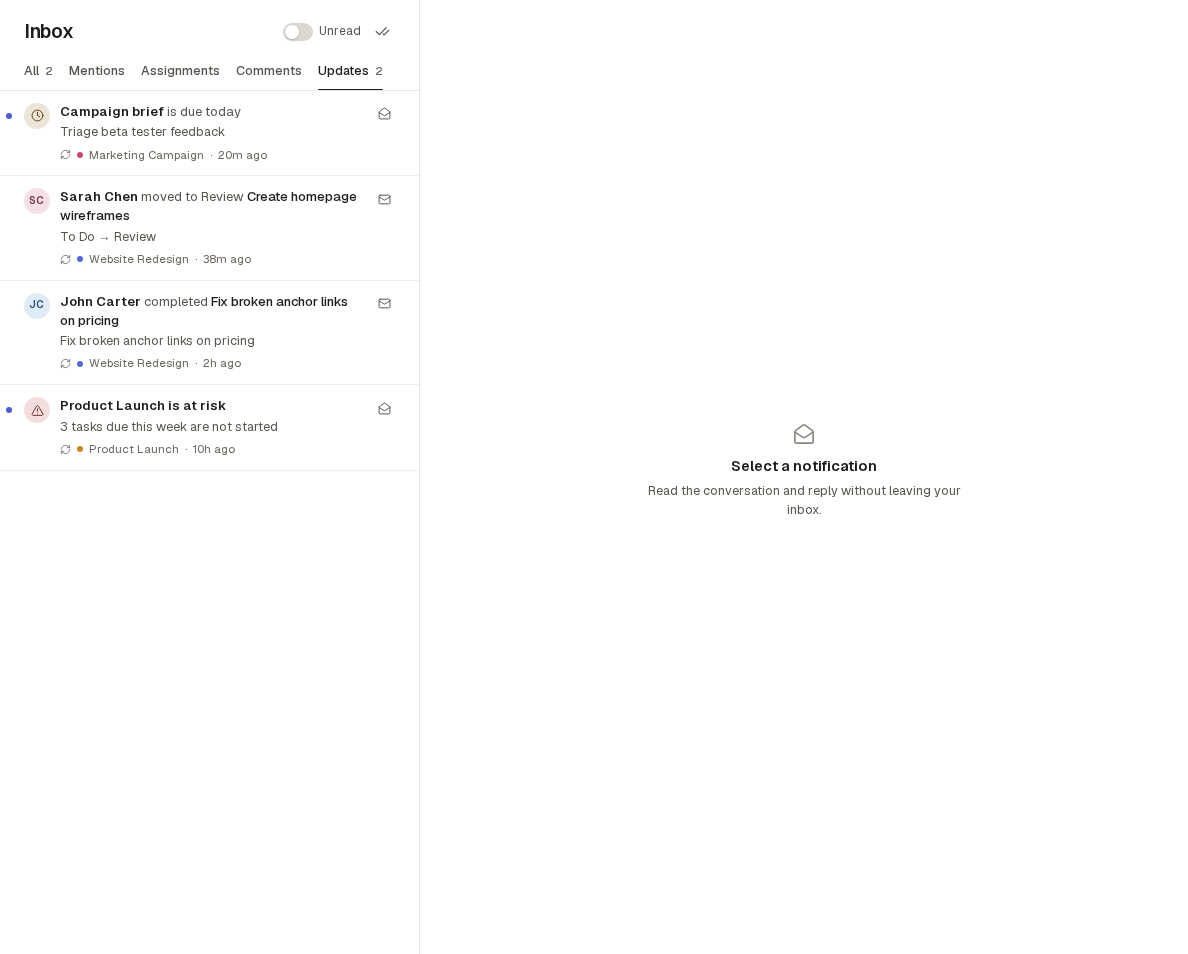 Inbox
Unread
All 2 Mentions Assignments Comments Updates 2
Campaign brief is due today
Triage beta tester feedback
Marketing Campaign · 20m ago
SC
Sarah Chen moved to Review Create homepage
wireframes
To Do → Review
Website Redesign · 38m ago
JC
John Carter completed Fix broken anchor links
on pricing
Fix broken anchor links on pricing
Website Redesign · 2h ago
Product Launch is at risk
3 tasks due this week are not started
Product Launch · 10h ago
Select a notification
Read the conversation and reply without leaving your
inbox.